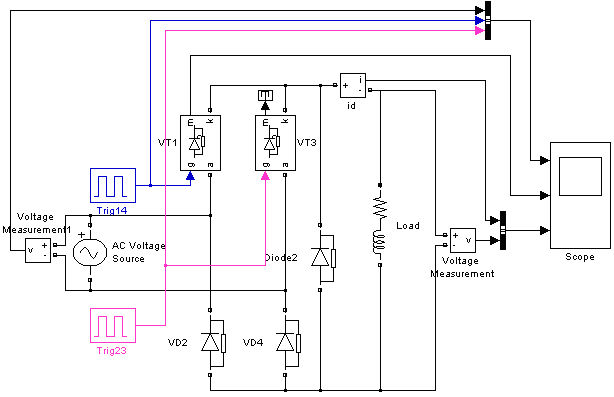 + i
-
id
m k
VT1
g a
m k
VT3
g a
Trig14
Voltage
Measurement1
+
-
v
+
AC Voltage
Source
Diode2
Load
+
-
v
Voltage
Measurement
Scope
Trig23
VD2
VD4